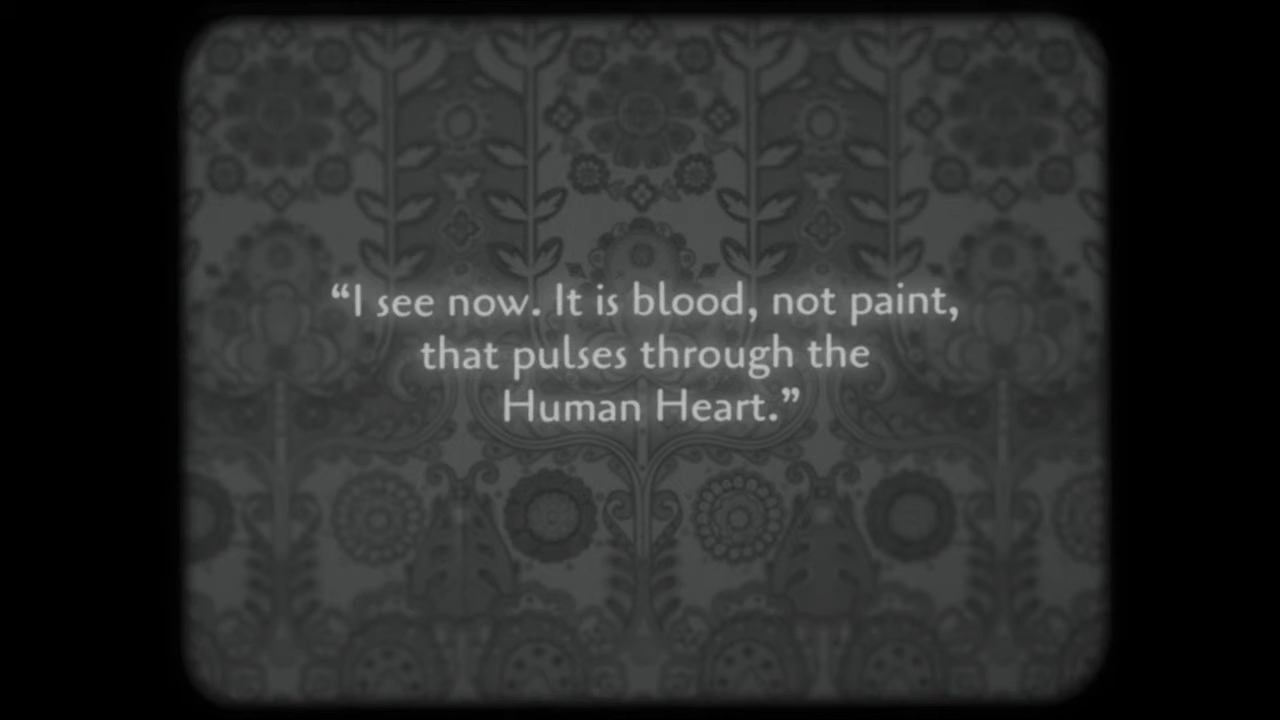 “I see now. It is blood, not paint,
that pulses through the
Human Heart.”